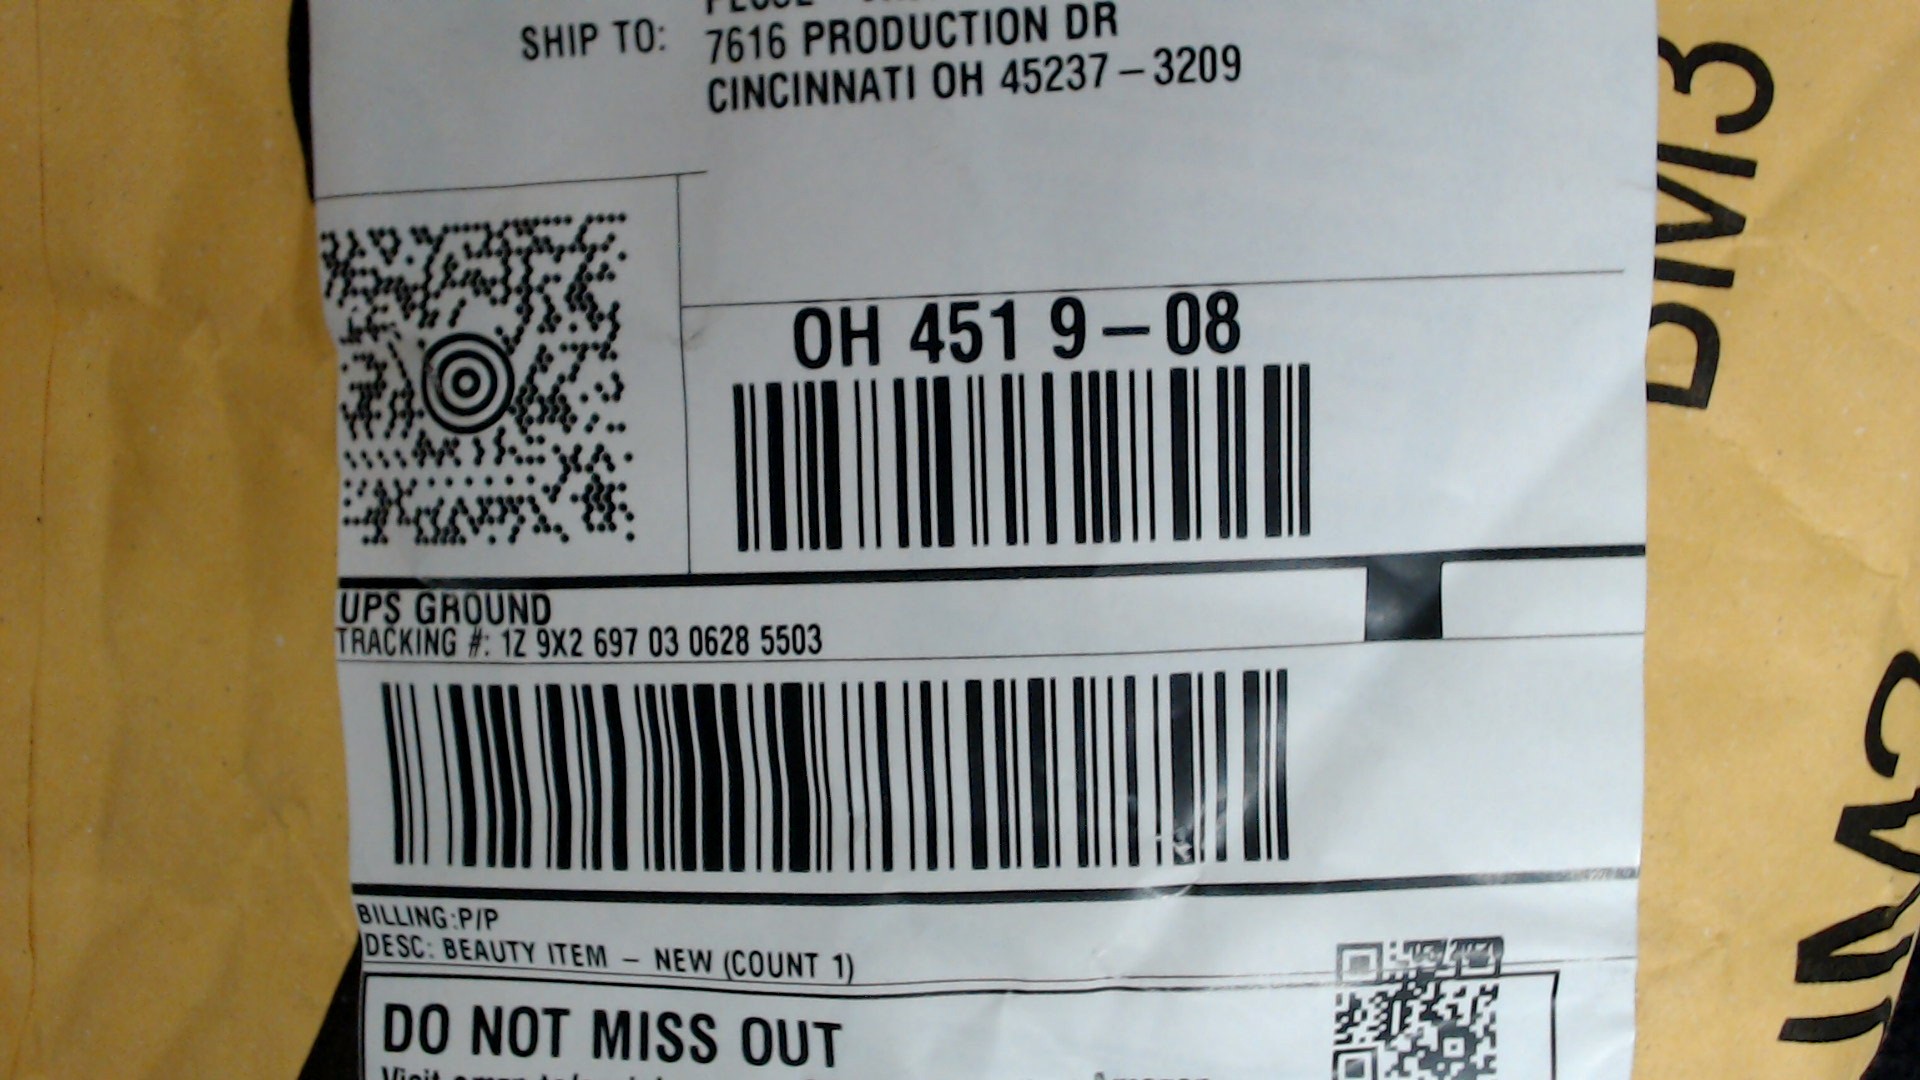 SHIP TO:
7616 PRODUCTION DR
CINCINNATI OH 45237-3209
OH 451 9-08
UPS GROUND
TRACKING #: 1Z 9X2 697 03 0628 5503
BILLING:P/P
DESC: BEAUTY ITEM - NEW (COUNT 1)
DO NOT MISS OUT
Visit